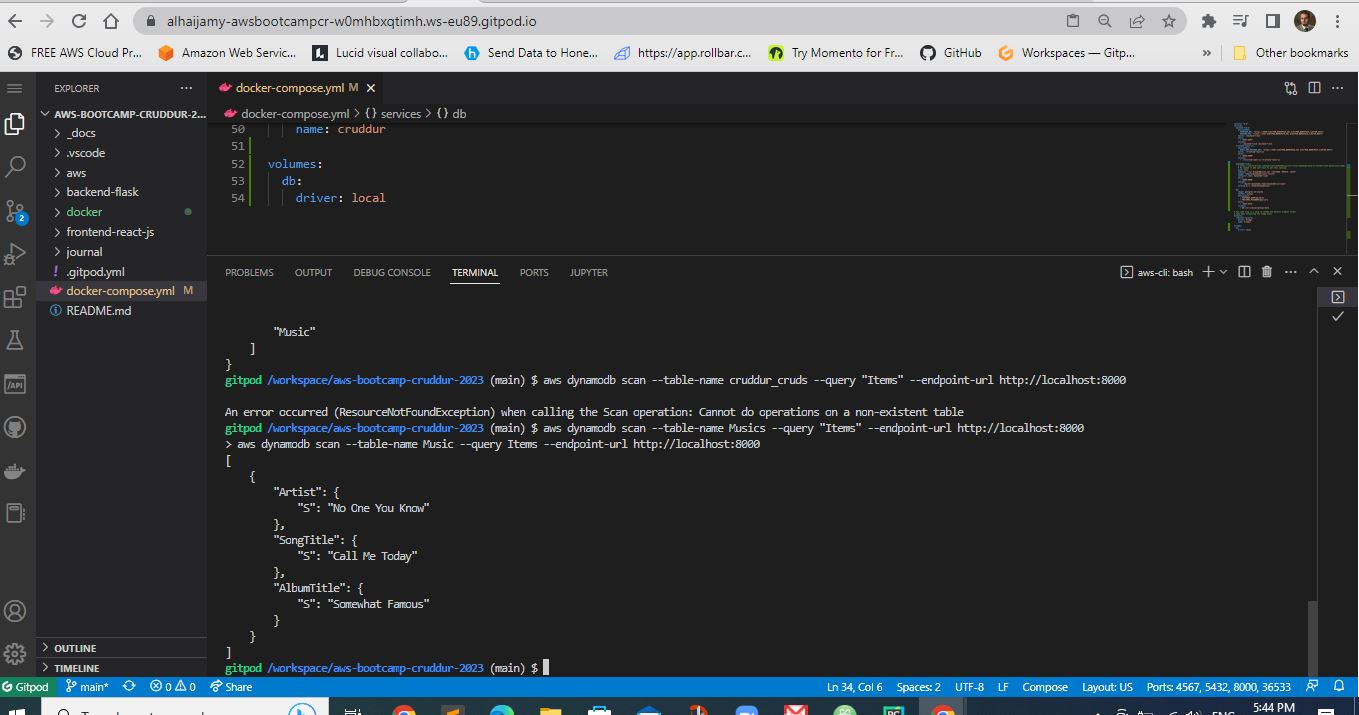 alhaijamy-awsbootcampcr-w0mhbxqtimh.ws-eu89.gitpod.io
FREE AWS Cloud Pr...
Amazon Web Servic...
Lucid visual collabo...
Send Data to Hone...
https://app.rollbar.c...
Try Momento for Fr...
GitHub
Workspaces — Gitp...
»
Other bookmarks
EXPLORER
AWS-BOOTCAMP-CRUDDUR-2...
_docs
.vscode
aws
backend-flask
docker
frontend-react-js
journal
.gitpod.yml
docker-compose.yml M
README.md
OUTLINE
TIMELINE
2
docker-compose.yml M
docker-compose.yml > {} services > {} db
50 name: cruddur
51
52 volumes:
53 db:
54 driver: local
PROBLEMS OUTPUT DEBUG CONSOLE TERMINAL PORTS JUPYTER
aws-cli: bash
"Music"
]
}
gitpod /workspace/aws-bootcamp-cruddur-2023 (main) $ aws dynamodb scan --table-name cruddur_cruds --query "Items" --endpoint-url http://localhost:8000
An error occurred (ResourceNotFoundException) when calling the Scan operation: Cannot do operations on a non-existent table
gitpod /workspace/aws-bootcamp-cruddur-2023 (main) $ aws dynamodb scan --table-name Musics --query "Items" --endpoint-url http://localhost:8000
> aws dynamodb scan --table-name Music --query Items --endpoint-url http://localhost:8000
[
{
"Artist": {
"S": "No One You Know"
},
"SongTitle": {
"S": "Call Me Today"
},
"AlbumTitle": {
"S": "Somewhat Famous"
}
}
]
gitpod /workspace/aws-bootcamp-cruddur-2023 (main) $
Gitpod main* 0 0 Share Ln 34, Col 6 Spaces: 2 UTF-8 LF Compose Layout: US Ports: 4567, 5432, 8000, 36533
5:44 PM